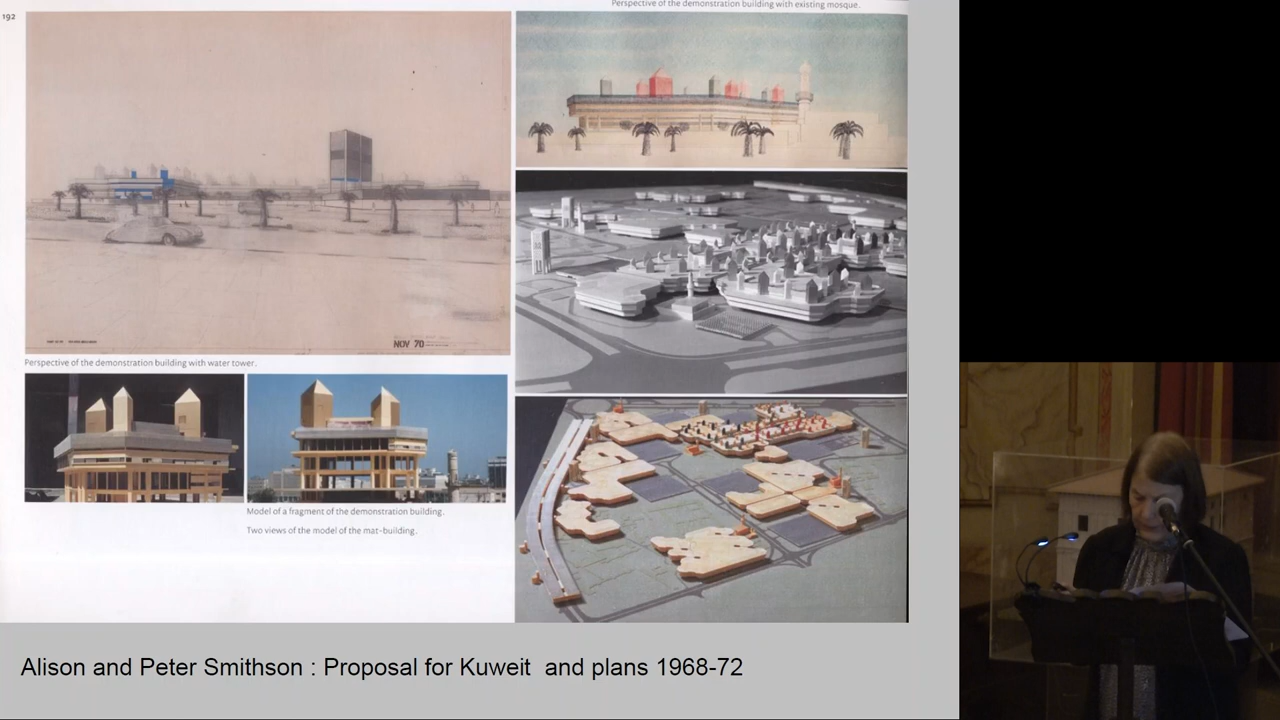 192
Perspective of the demonstration building with existing mosque.
NOV 70
Perspective of the demonstration building with water tower.
Model of a fragment of the demonstration building.
Two views of the model of the mat-building.
Alison and Peter Smithson : Proposal for Kuweit and plans 1968-72